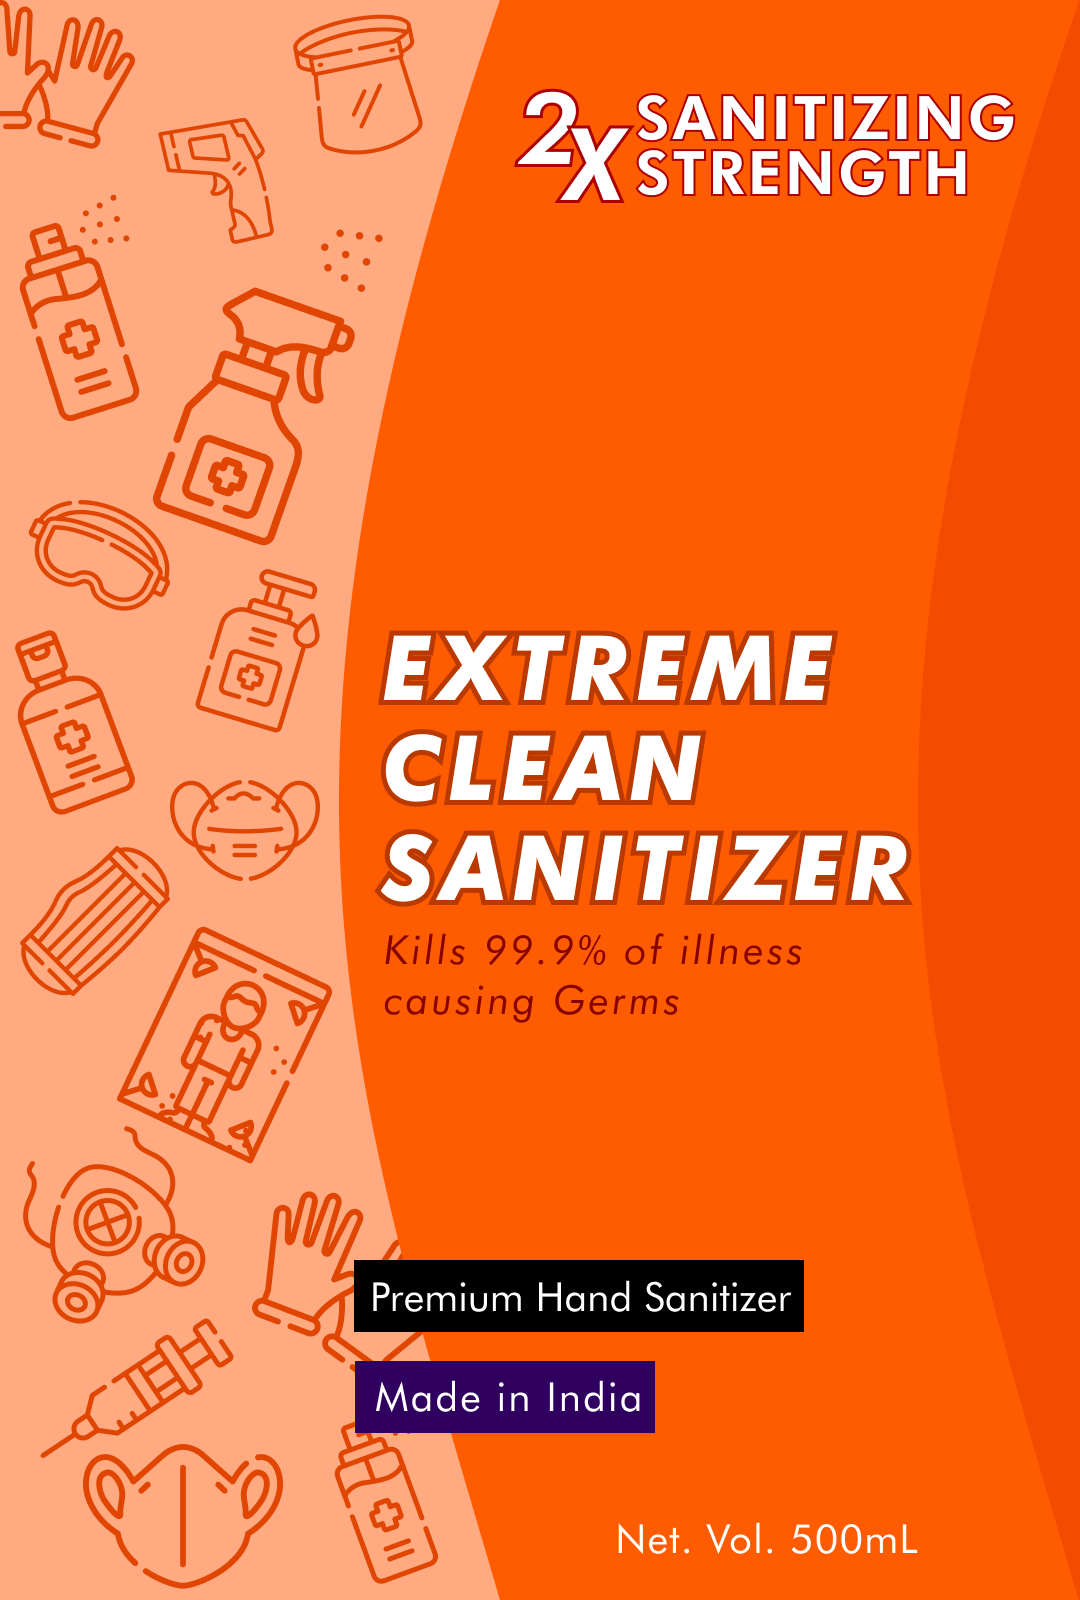 2X SANITIZING
STRENGTH
EXTREME
CLEAN
SANITIZER
Kills 99.9% of illness
causing Germs
Premium Hand Sanitizer
Made in India
Net. Vol. 500mL